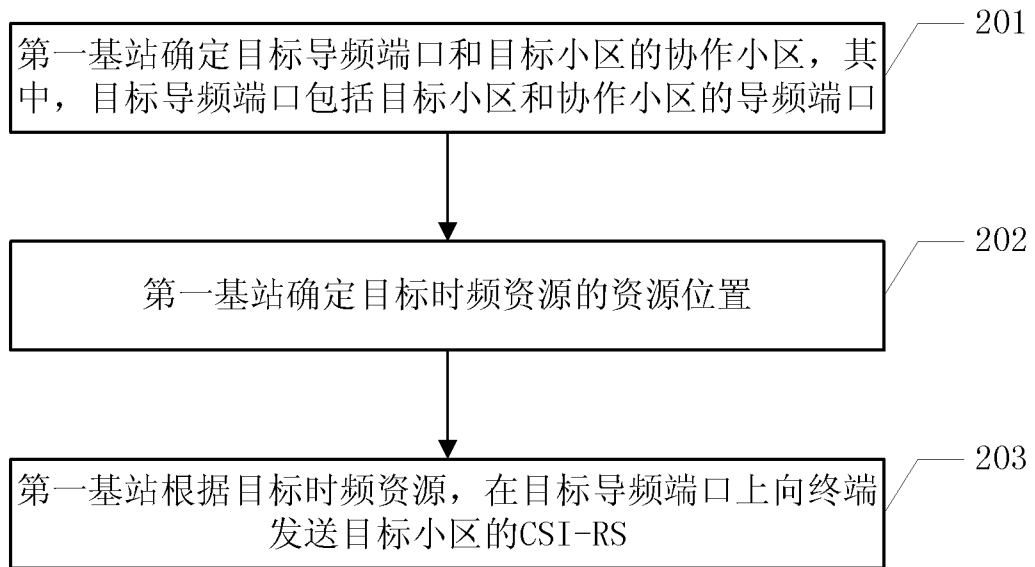 第一基站确定目标导频端口和目标小区的协作小区，其
中，目标导频端口包括目标小区和协作小区的导频端口
201
第一基站确定目标时频资源的资源位置
202
第一基站根据目标时频资源，在目标导频端口上向终端
发送目标小区的CSI-RS
203